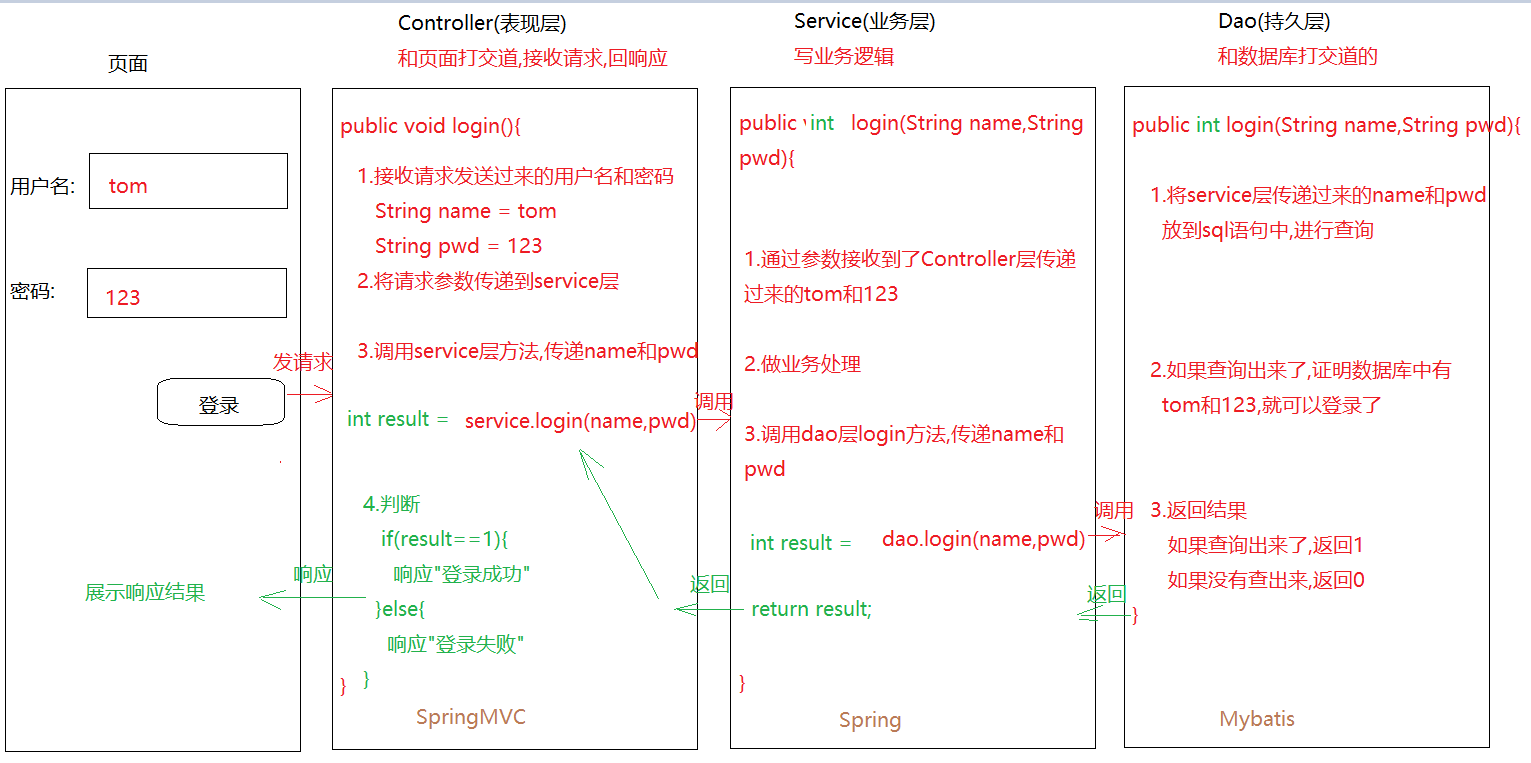 页面
用户名:
tom
密码:
123
登录
发请求
展示响应结果
响应
Controller(表现层)
和页面打交道,接收请求,回响应
public void login(){
1.接收请求发送过来的用户名和密码
String name = tom
String pwd = 123
2.将请求参数传递到service层
3.调用service层方法,传递name和pwd
int result = service.login(name,pwd)
调用
4.判断
if(result==1){
响应"登录成功"
}else{
响应"登录失败"
}
}
SpringMVC
返回
Service(业务层)
写业务逻辑
public int login(String name,String
pwd){
1.通过参数接收到了Controller层传递
过来的tom和123
2.做业务处理
3.调用dao层login方法,传递name和
pwd
int result = dao.login(name,pwd)
调用
return result;
}
Spring
返回
Dao(持久层)
和数据库打交道的
public int login(String name,String pwd){
1.将service层传递过来的name和pwd
放到sql语句中,进行查询
2.如果查询出来了,证明数据库中有
tom和123,就可以登录了
3.返回结果
如果查询出来了,返回1
如果没有查出来,返回0
}
Mybatis